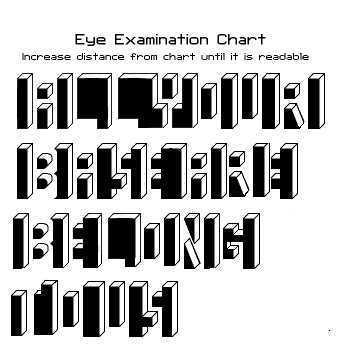 Eye Examination Chart
Increase distance from chart until it is readable
ALL YOUR
BASE ARE
BELONG
TO US